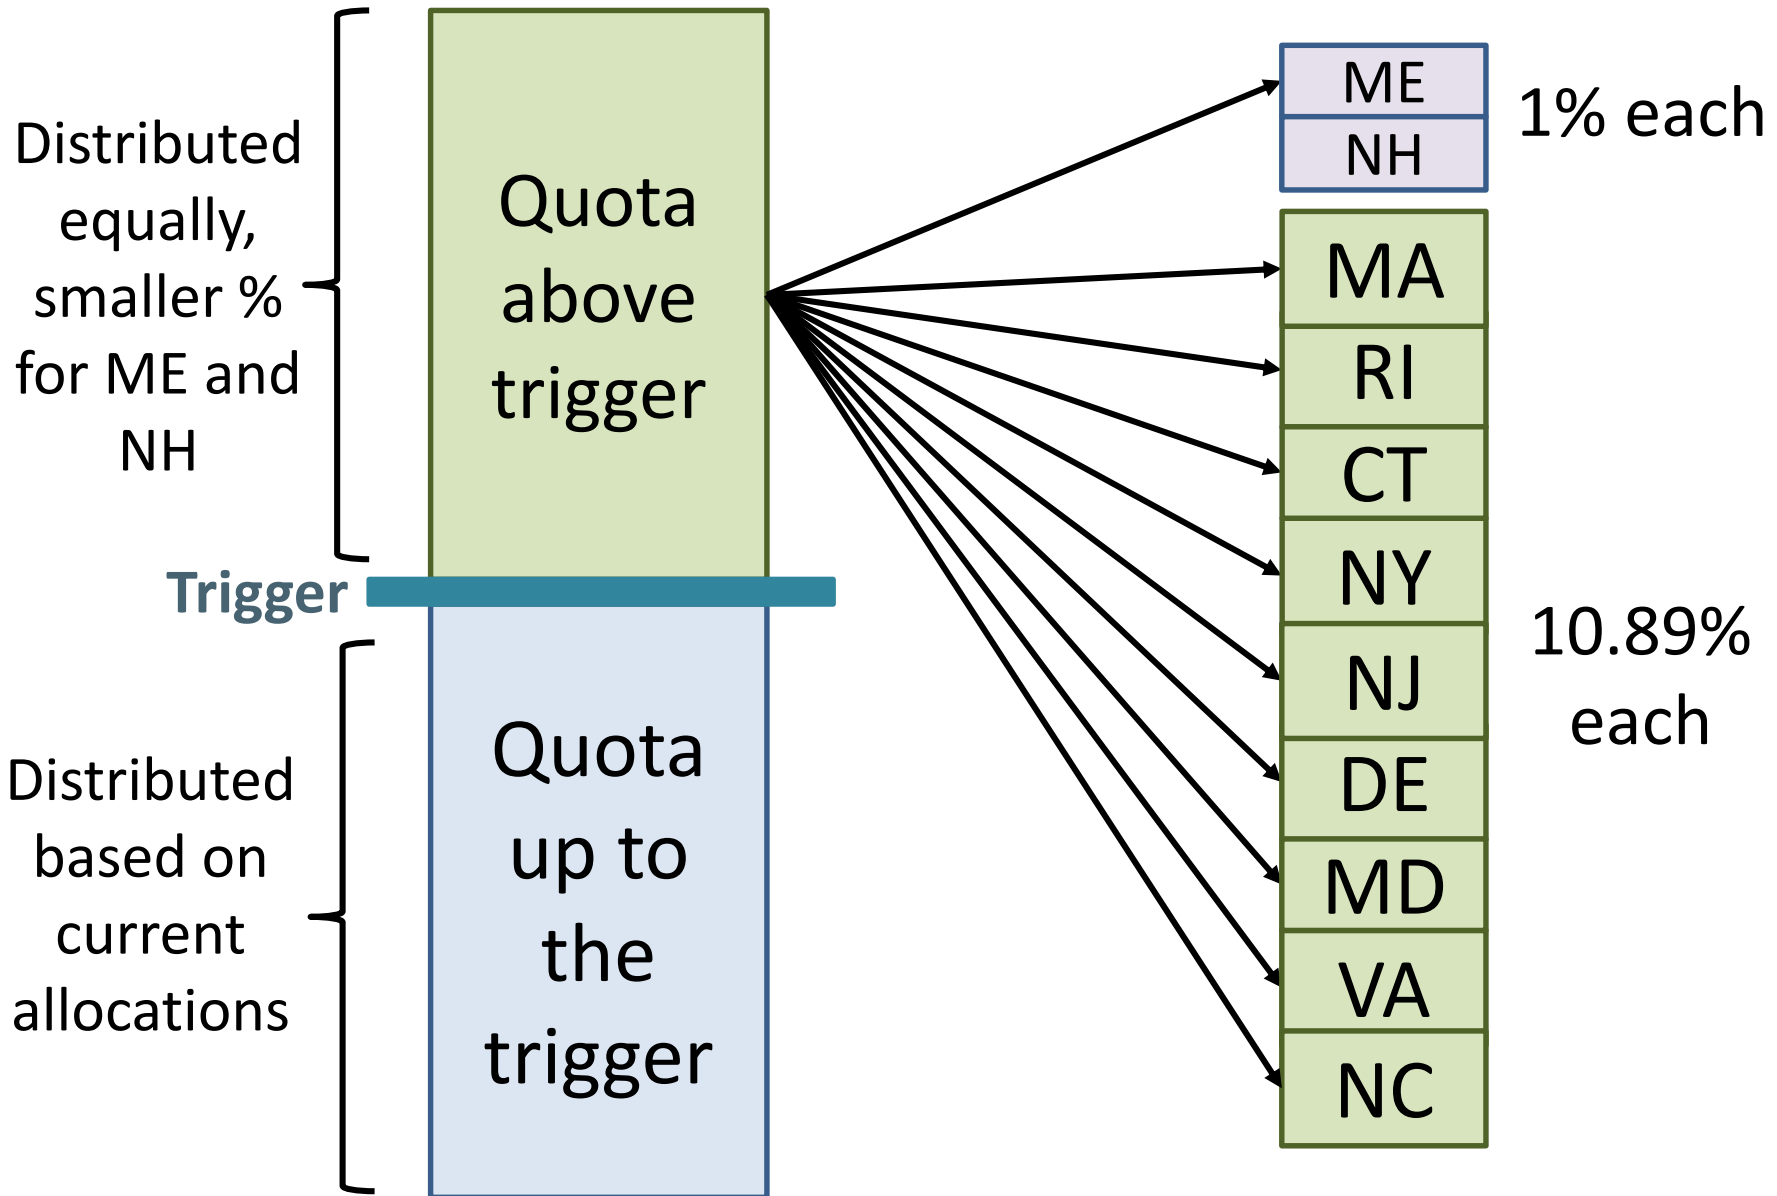 Distributed
equally,
smaller %
for ME and
NH
Quota
above
trigger
Trigger
Distributed
based on
current
allocations
Quota
up to
the
trigger
ME
NH
1% each
MA
RI
CT
NY
NJ
DE
MD
VA
NC
10.89%
each